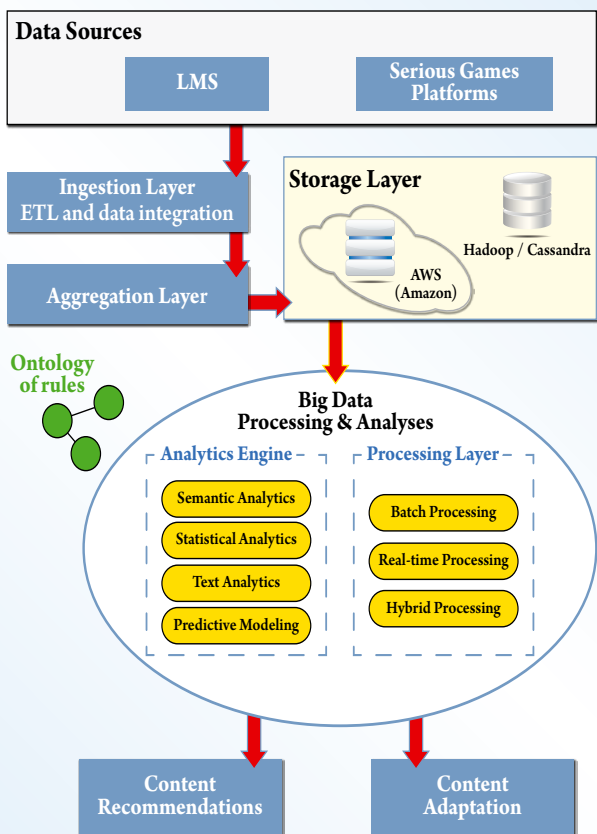 Data Sources
LMS
Serious Games
Platforms
Ingestion Layer
ETL and data integration
Aggregation Layer
Storage Layer
AWS
(Amazon)
Hadoop / Cassandra
Ontology
of rules
Big Data
Processing & Analyses
Analytics Engine
Semantic Analytics
Statistical Analytics
Text Analytics
Predictive Modeling
Processing Layer
Batch Processing
Real-time Processing
Hybrid Processing
Content
Recommendations
Content
Adaptation